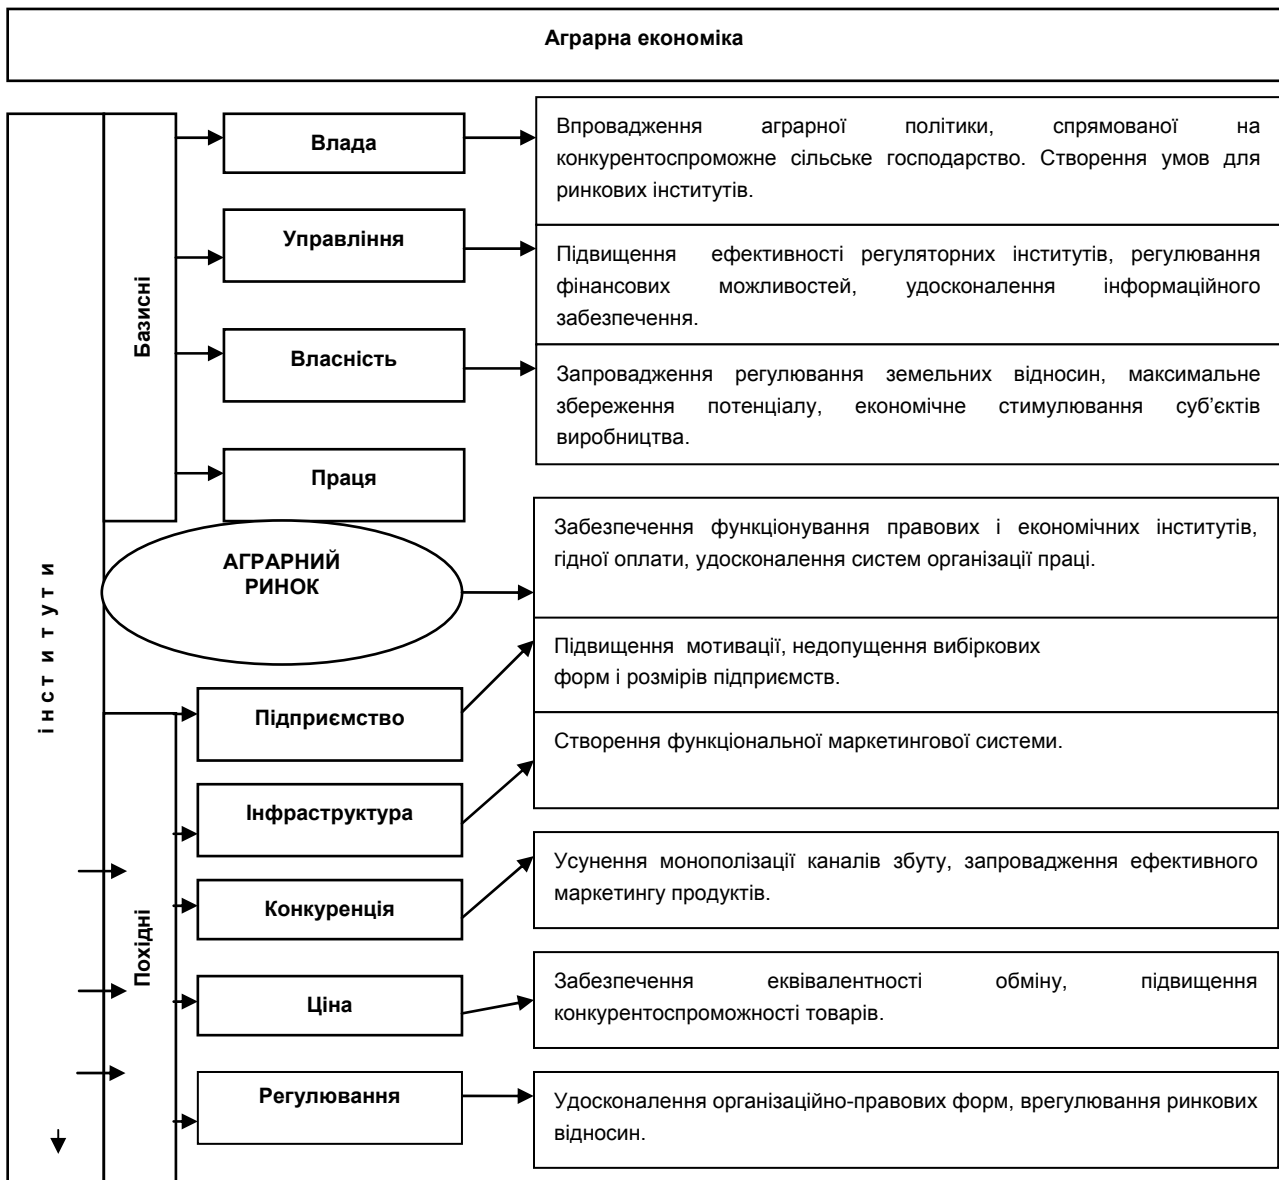 Аграрна економіка
інститути
Базисні
Влада
Впровадження аграрної політики, спрямованої на
конкурентоспроможне сільське господарство. Створення умов для
ринкових інститутів.
Управління
Підвищення ефективності регуляторних інститутів, регулювання
фінансових можливостей, удосконалення інформаційного
забезпечення.
Власність
Запровадження регулювання земельних відносин, максимальне
збереження потенціалу, економічне стимулювання суб’єктів
виробництва.
Праця
АГРАРНИЙ
РИНОК
Забезпечення функціонування правових і економічних інститутів,
гідної оплати, удосконалення систем організації праці.
Похідні
Підприємство
Підвищення мотивації, недопущення вибіркових
форм і розмірів підприємств.
Інфраструктура
Створення функціональної маркетингової системи.
Конкуренція
Усунення монополізації каналів збуту, запровадження ефективного
маркетингу продуктів.
Ціна
Забезпечення еквівалентності обміну, підвищення
конкурентоспроможності товарів.
Регулювання
Удосконалення організаційно-правових форм, врегулювання ринкових
відносин.